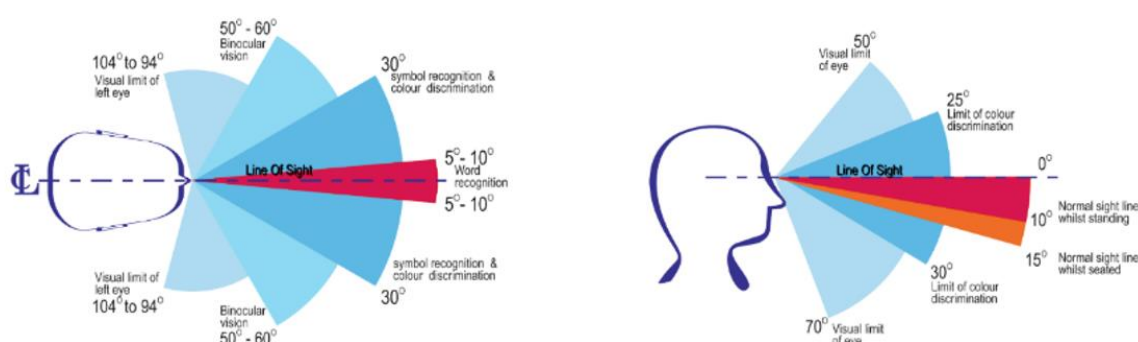 50° - 60°
Binocular
vision
104° to 94°
Visual limit of
left eye
30°
symbol recognition &
colour discrimination
Line Of Sight
5°- 10°
Word
recognition
5°- 10°
CL
symbol recognition &
colour discrimination
30°
Visual limit of
left eye
104° to 94°
Binocular
vision
50° - 60°
50°
Visual limit
of eye
25°
Limit of colour
discrimination
Line Of Sight
0°
10° Normal sight line
whilst standing
15° Normal sight line
whilst seated
30°
Limit of colour
discrimination
70° Visual limit
of eye